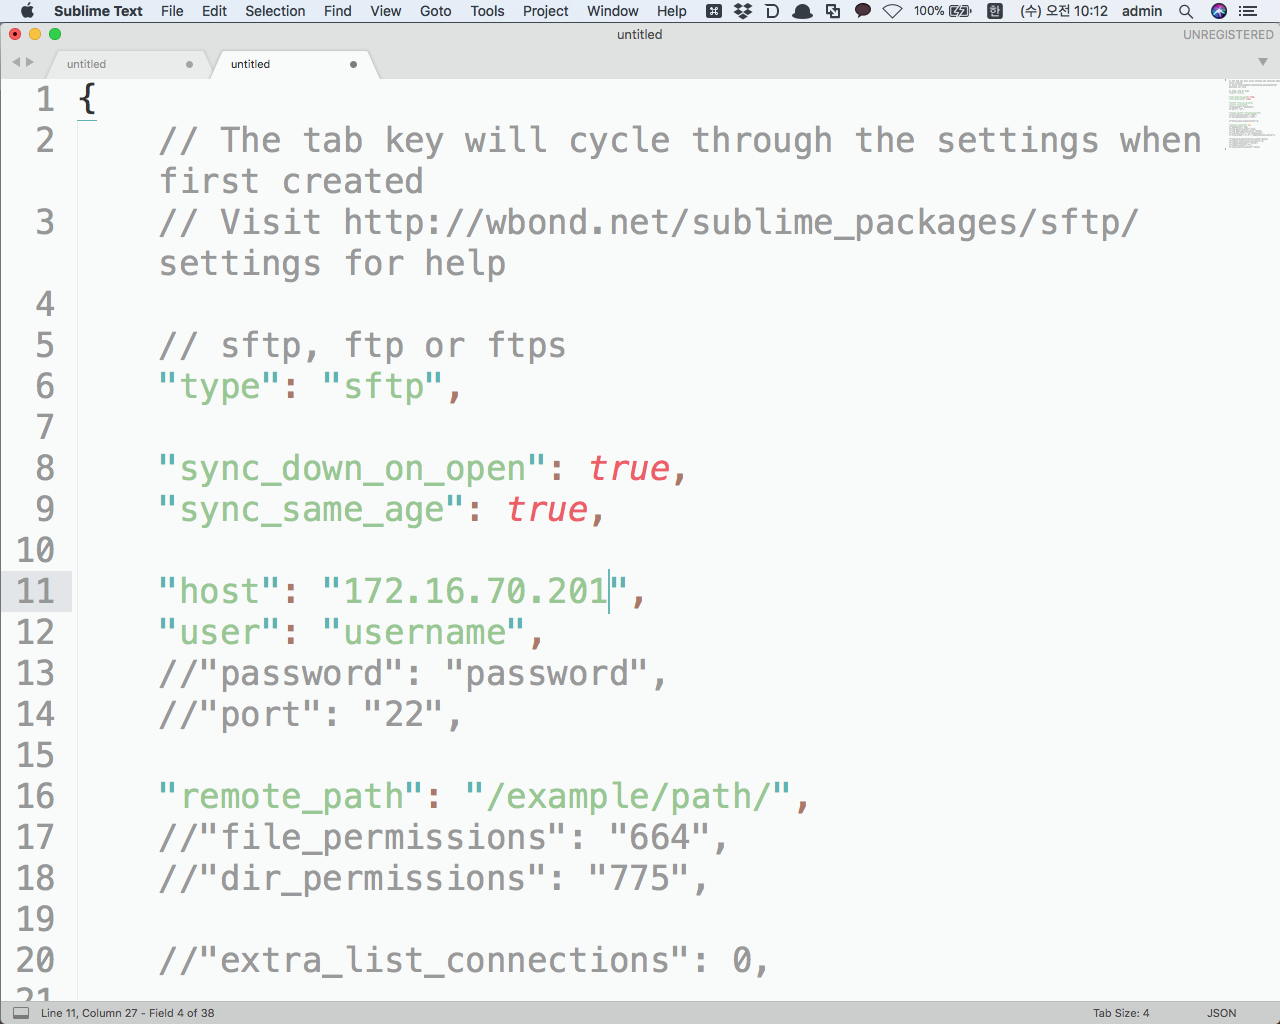 Sublime Text File Edit Selection Find View Goto Tools Project Window Help 100% 한 (수) 오전 10:12 admin
untitled UNREGISTERED
untitled untitled
1 {
2 // The tab key will cycle through the settings when
first created
3 // Visit http://wbond.net/sublime_packages/sftp/
settings for help
4
5 // sftp, ftp or ftps
6 "type": "sftp",
7
8 "sync_down_on_open": true,
9 "sync_same_age": true,
10
11 "host": "172.16.70.201",
12 "user": "username",
13 //"password": "password",
14 //"port": "22",
15
16 "remote_path": "/example/path/",
17 //"file_permissions": "664",
18 //"dir_permissions": "775",
19
20 //"extra_list_connections": 0,
21
Line 11, Column 27 - Field 4 of 38 Tab Size: 4 JSON